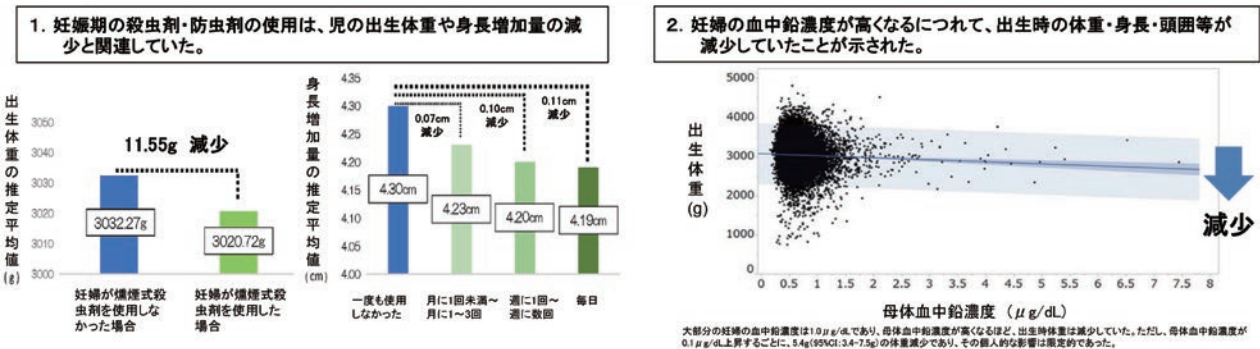 1. 妊娠期の殺虫剤・防虫剤の使用は、児の出生体重や身長増加量の減
少と関連していた。
出生体重の推定平均値(g)
3050
3040
3030
3020
3010
3000
11.55g 減少
3032.27g
3020.72g
妊婦が燻煙式殺
虫剤を使用しな
かった場合
妊婦が燻煙式殺
虫剤を使用した
場合
身長増加量の推定平均値(cm)
4.35
4.30
4.25
4.20
4.15
4.10
4.05
4.00
0.07cm
減少
0.10cm
減少
0.11cm
減少
4.30cm
4.23cm
4.20cm
4.19cm
一度も使用
しなかった
月に1回未満～
月に1～3回
週に1回～
週に数回
毎日
2. 妊婦の血中鉛濃度が高くなるにつれて、出生時の体重・身長・頭囲等が
減少していたことが示された。
出生体重(g)
5000
4000
3000
2000
1000
0
0 0.5 1 1.5 2 2.5 3 3.5 4 4.5 5 5.5 6 6.5 7 7.5 8
減少
母体血中鉛濃度 (μg/dL)
大部分の妊婦の血中鉛濃度は1.0μg/dLであり、母体血中鉛濃度が高くなるほど、出生時体重は減少していた。ただし、母体血中鉛濃度が
0.1μg/dL上昇するごとに、5.4g(95%CI:3.4-7.5g)の体重減少であり、その個人的な影響は限定的であった。